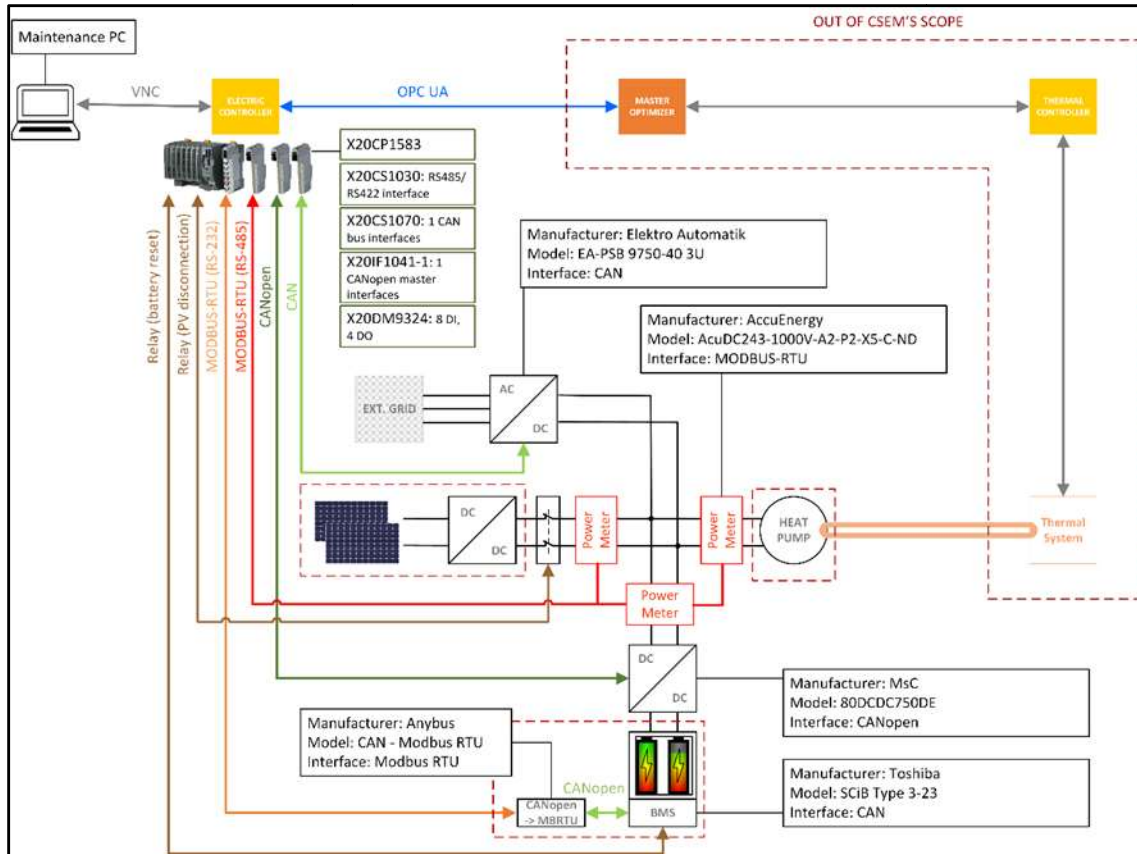 OUT OF CSEM'S SCOPE
Maintenance PC
VNC
ELECTRIC
CONTROLLER
OPC UA
MASTER
OPTIMIZER
THERMAL
CONTROLLER
X20CP1583
X20CS1030: RS485/
RS422 interface
X20CS1070: 1 CAN
bus interfaces
X20IF1041-1: 1
CANopen master
interfaces
X20DM9324: 8 DI,
4 DO
Relay (battery reset)
Relay (PV disconnection)
MODBUS-RTU (RS-232)
MODBUS-RTU (RS-485)
CANopen
CAN
Manufacturer: Elektro Automatik
Model: EA-PSB 9750-40 3U
Interface: CAN
Manufacturer: AccuEnergy
Model: AcuDC243-1000V-A2-P2-X5-C-ND
Interface: MODBUS-RTU
EXT. GRID
AC
DC
DC
DC
Power
Meter
Power
Meter
HEAT
PUMP
Thermal
System
Power
Meter
DC
DC
Manufacturer: MsC
Model: 80DCDC750DE
Interface: CANopen
Manufacturer: Anybus
Model: CAN - Modbus RTU
Interface: Modbus RTU
CANopen
CANopen
-> MBRTU
BMS
Manufacturer: Toshiba
Model: SCiB Type 3-23
Interface: CAN